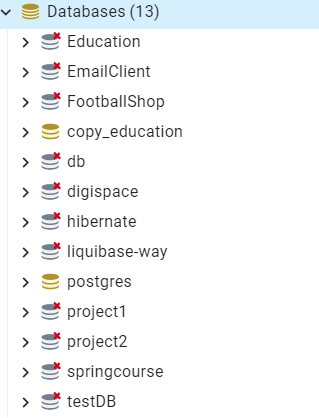 Databases (13)
Education
EmailClient
FootballShop
copy_education
db
digispace
hibernate
liquibase-way
postgres
project1
project2
springcourse
testDB